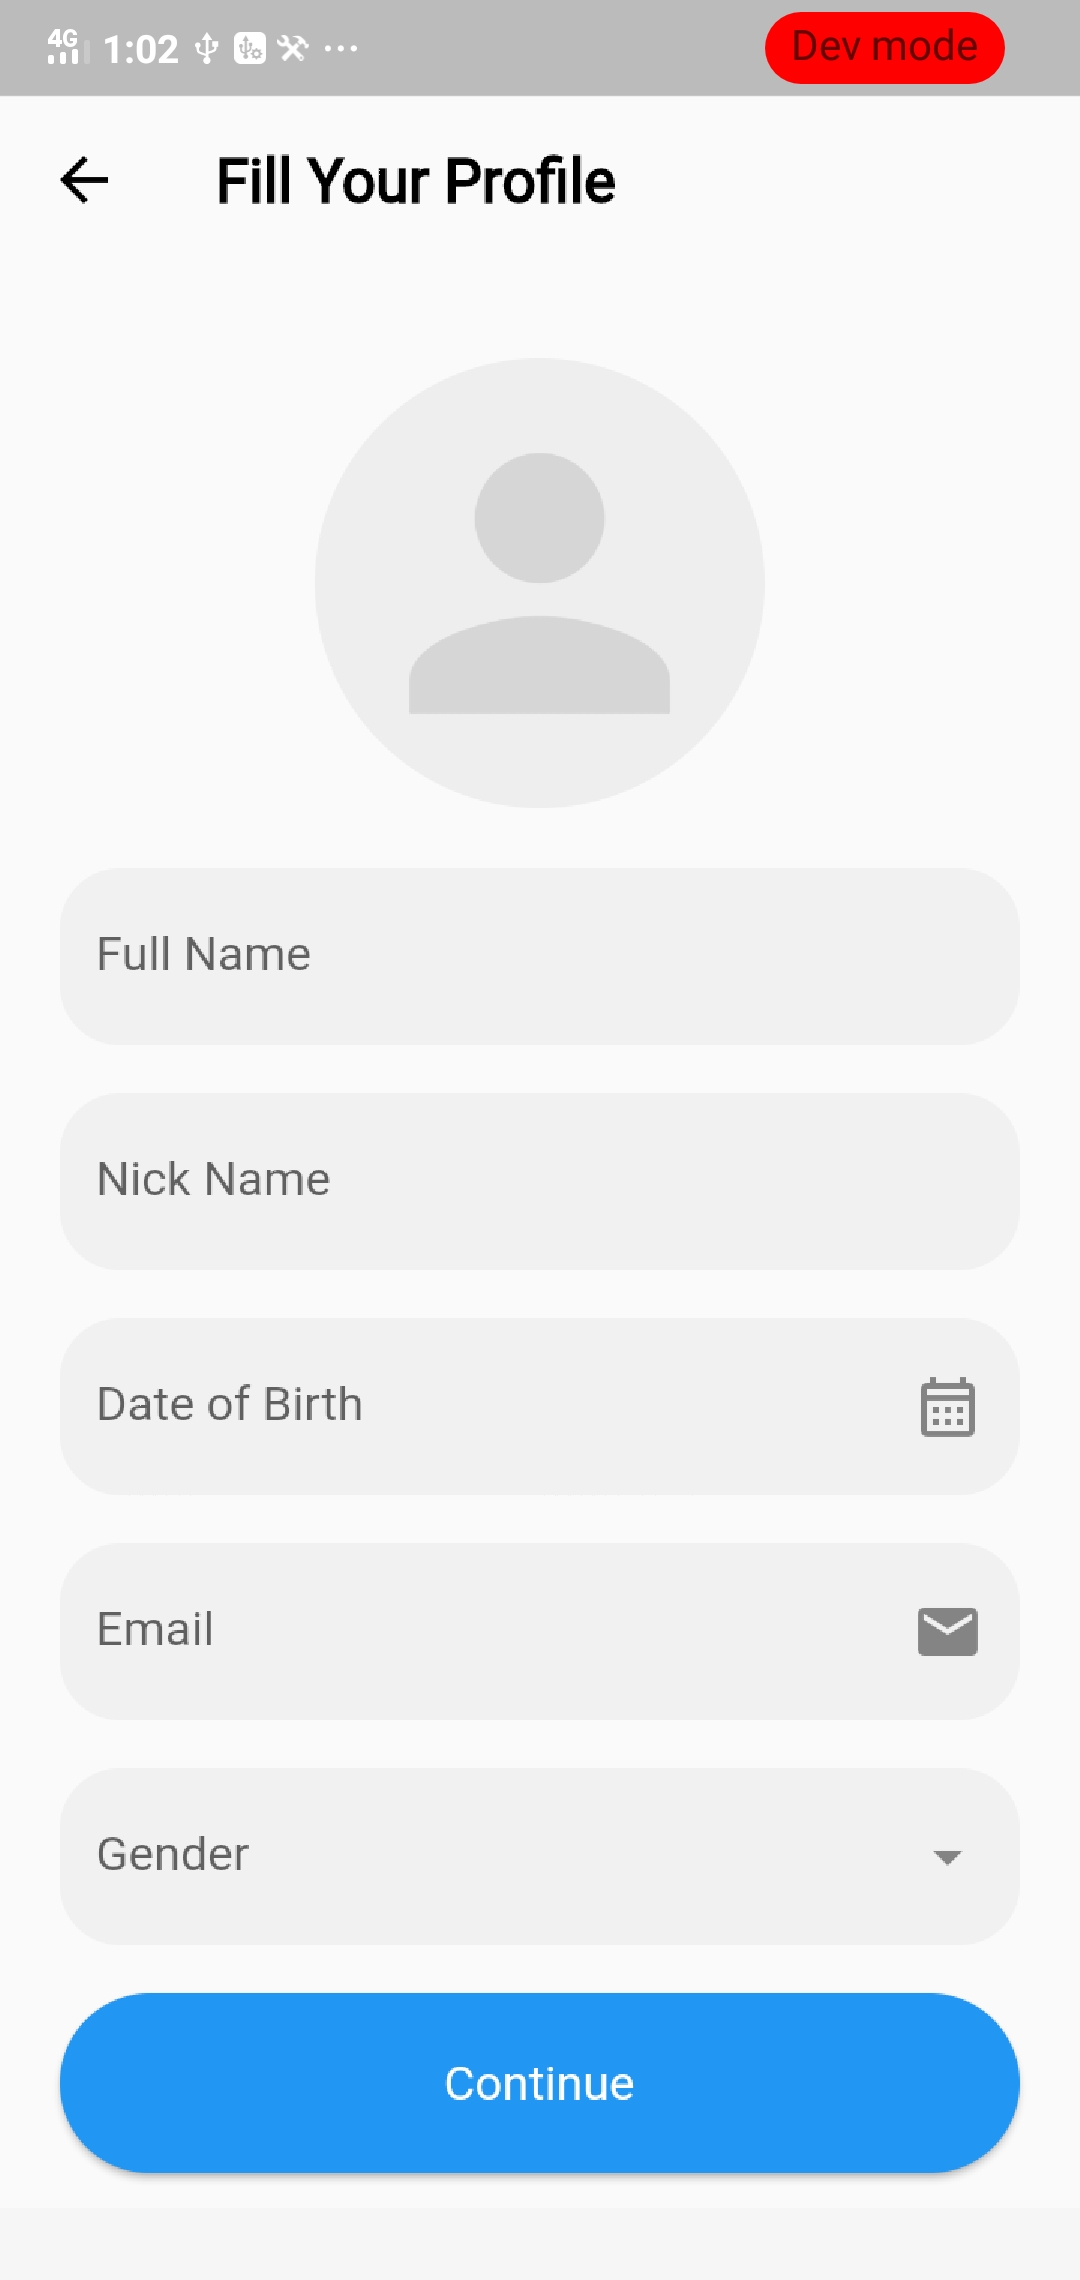 4G 1:02 Dev mode
Fill Your Profile
Full Name
Nick Name
Date of Birth
Email
Gender
Continue